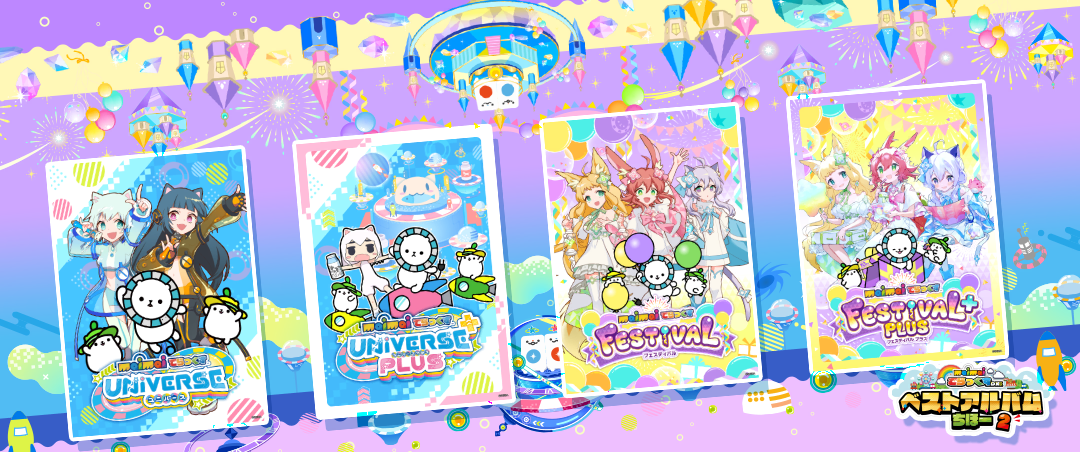 maimai でらっくす
UNiVERSE
ユニバース
maimai でらっくす
UNiVERSE
PLUS
maimai でらっくす
FESTiVAL
フェスティバル
maimai でらっくす
FESTiVAL+
PLUS
フェスティバル プラス
maimai
でらっくす
ベストアルバム
ちほー2